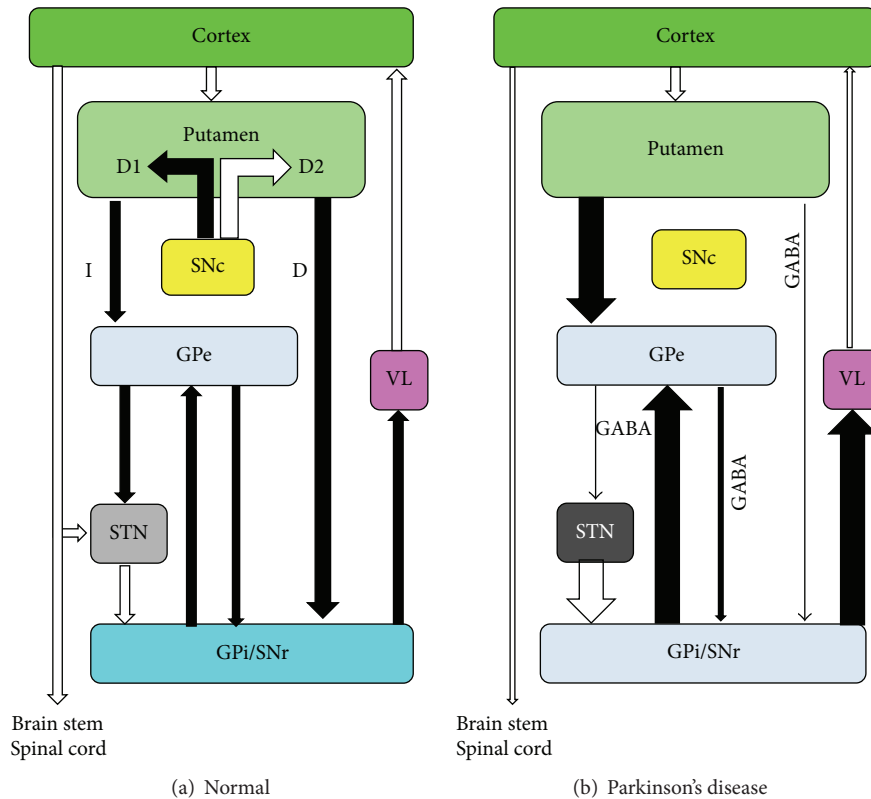 Cortex
Putamen
D1
D2
SNc
I
D
GPe
VL
STN
GPi/SNr
Brain stem
Spinal cord
(a) Normal
Cortex
Putamen
SNc
GABA
GPe
VL
GABA
GABA
STN
GPi/SNr
Brain stem
Spinal cord
(b) Parkinson's disease